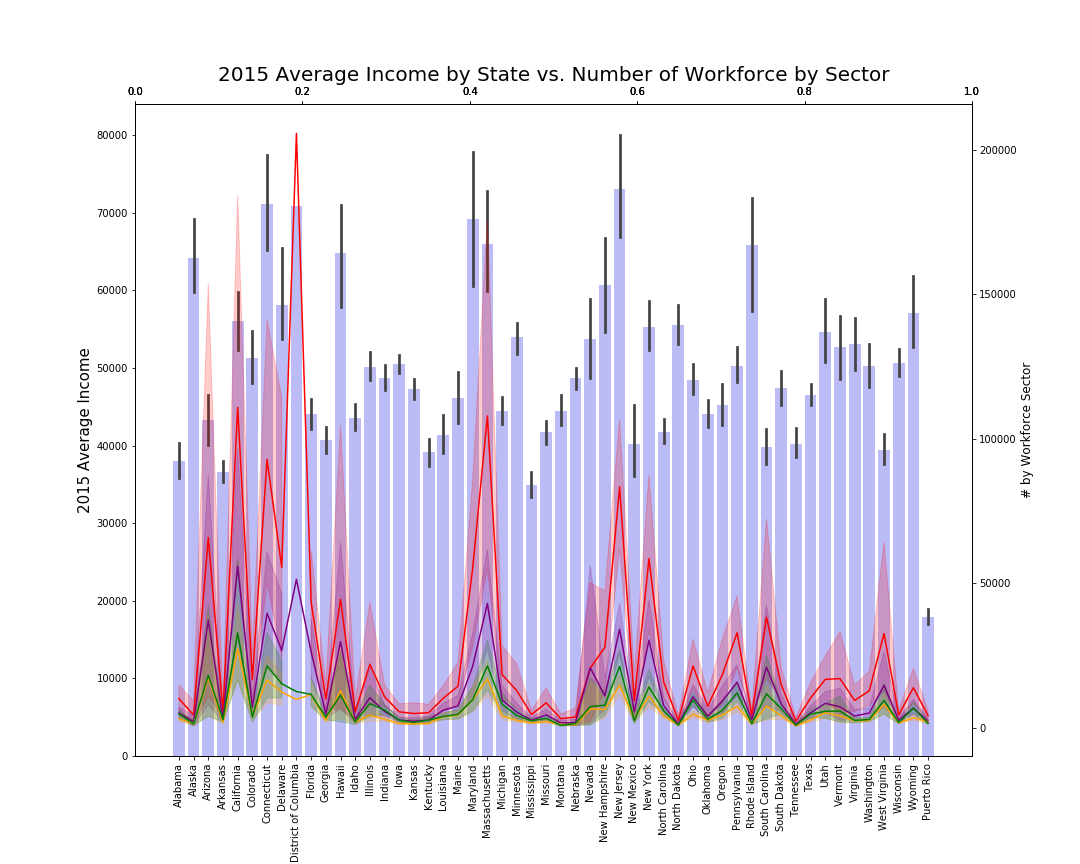 2015 Average Income by State vs. Number of Workforce by Sector
0.0 0.2 0.4 0.6 0.8 1.0
80000
70000
60000
50000
40000
30000
20000
10000
0
2015 Average Income
200000
150000
100000
50000
0
# by Workforce Sector
Alabama
Alaska
Arizona
Arkansas
California
Colorado
Connecticut
Delaware
District of Columbia
Florida
Georgia
Hawaii
Idaho
Illinois
Indiana
Iowa
Kansas
Kentucky
Louisiana
Maine
Maryland
Massachusetts
Michigan
Minnesota
Mississippi
Missouri
Montana
Nebraska
Nevada
New Hampshire
New Jersey
New Mexico
New York
North Carolina
North Dakota
Ohio
Oklahoma
Oregon
Pennsylvania
Rhode Island
South Carolina
South Dakota
Tennessee
Texas
Utah
Vermont
Virginia
Washington
West Virginia
Wisconsin
Wyoming
Puerto Rico